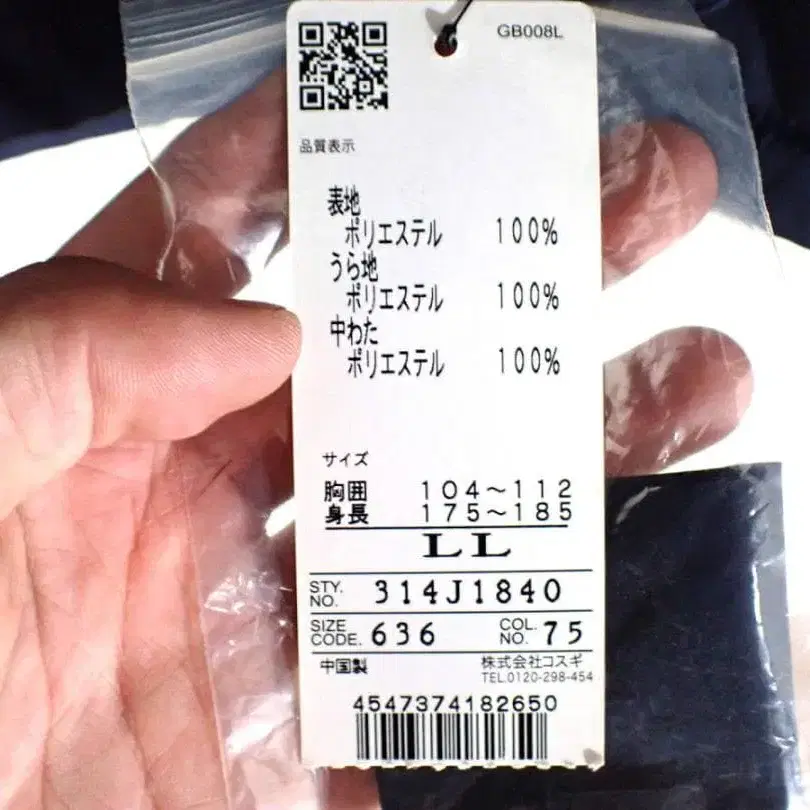 GB008L
品質表示
表地
ポリエステル 100%
うら地
ポリエステル 100%
中わた
ポリエステル 100%
サイズ
胸囲 104~112
身長 175~185
LL
STY. NO. 314J1840
SIZE CODE. 636 COL. NO. 75
中国製 株式会社コスギ
TEL.0120-298-454
4547374182650